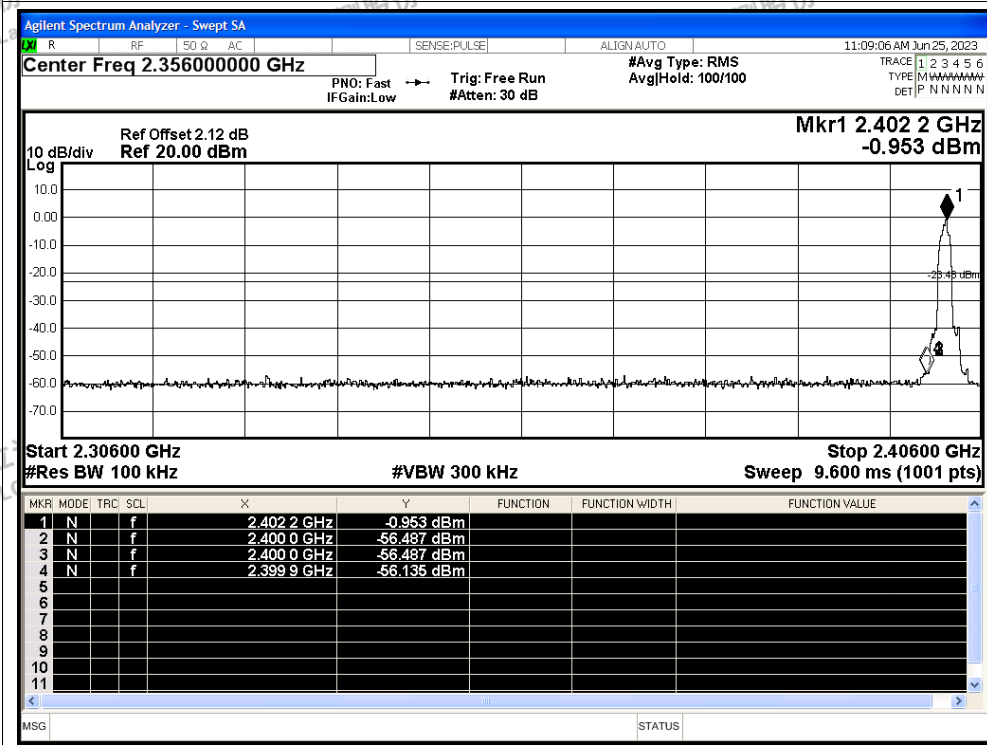 Agilent Spectrum Analyzer - Swept SA
LXI R RF 50 Ω AC SENSE:PULSE ALIGN AUTO 11:09:06 AM Jun 25, 2023
Center Freq 2.356000000 GHz
PNO: Fast
IFGain:Low
Trig: Free Run
#Atten: 30 dB
#Avg Type: RMS
Avg|Hold: 100/100
TRACE 1 2 3 4 5 6
TYPE M
DET P N N N N N
Ref Offset 2.12 dB
10 dB/div Ref 20.00 dBm
Log
Mkr1 2.402 2 GHz
-0.953 dBm
10.0
0.00
-10.0
-20.0
-30.0
-40.0
-50.0
-60.0
-70.0
1
-23.43 dBm
Start 2.30600 GHz Stop 2.40600 GHz
#Res BW 100 kHz #VBW 300 kHz Sweep 9.600 ms (1001 pts)
MKR MODE TRC SCL X Y FUNCTION FUNCTION WIDTH FUNCTION VALUE
1 N f 2.402 2 GHz -0.953 dBm
2 N f 2.400 0 GHz -56.487 dBm
3 N f 2.400 0 GHz -56.487 dBm
4 N f 2.399 9 GHz -56.135 dBm
5
6
7
8
9
10
11
MSG STATUS